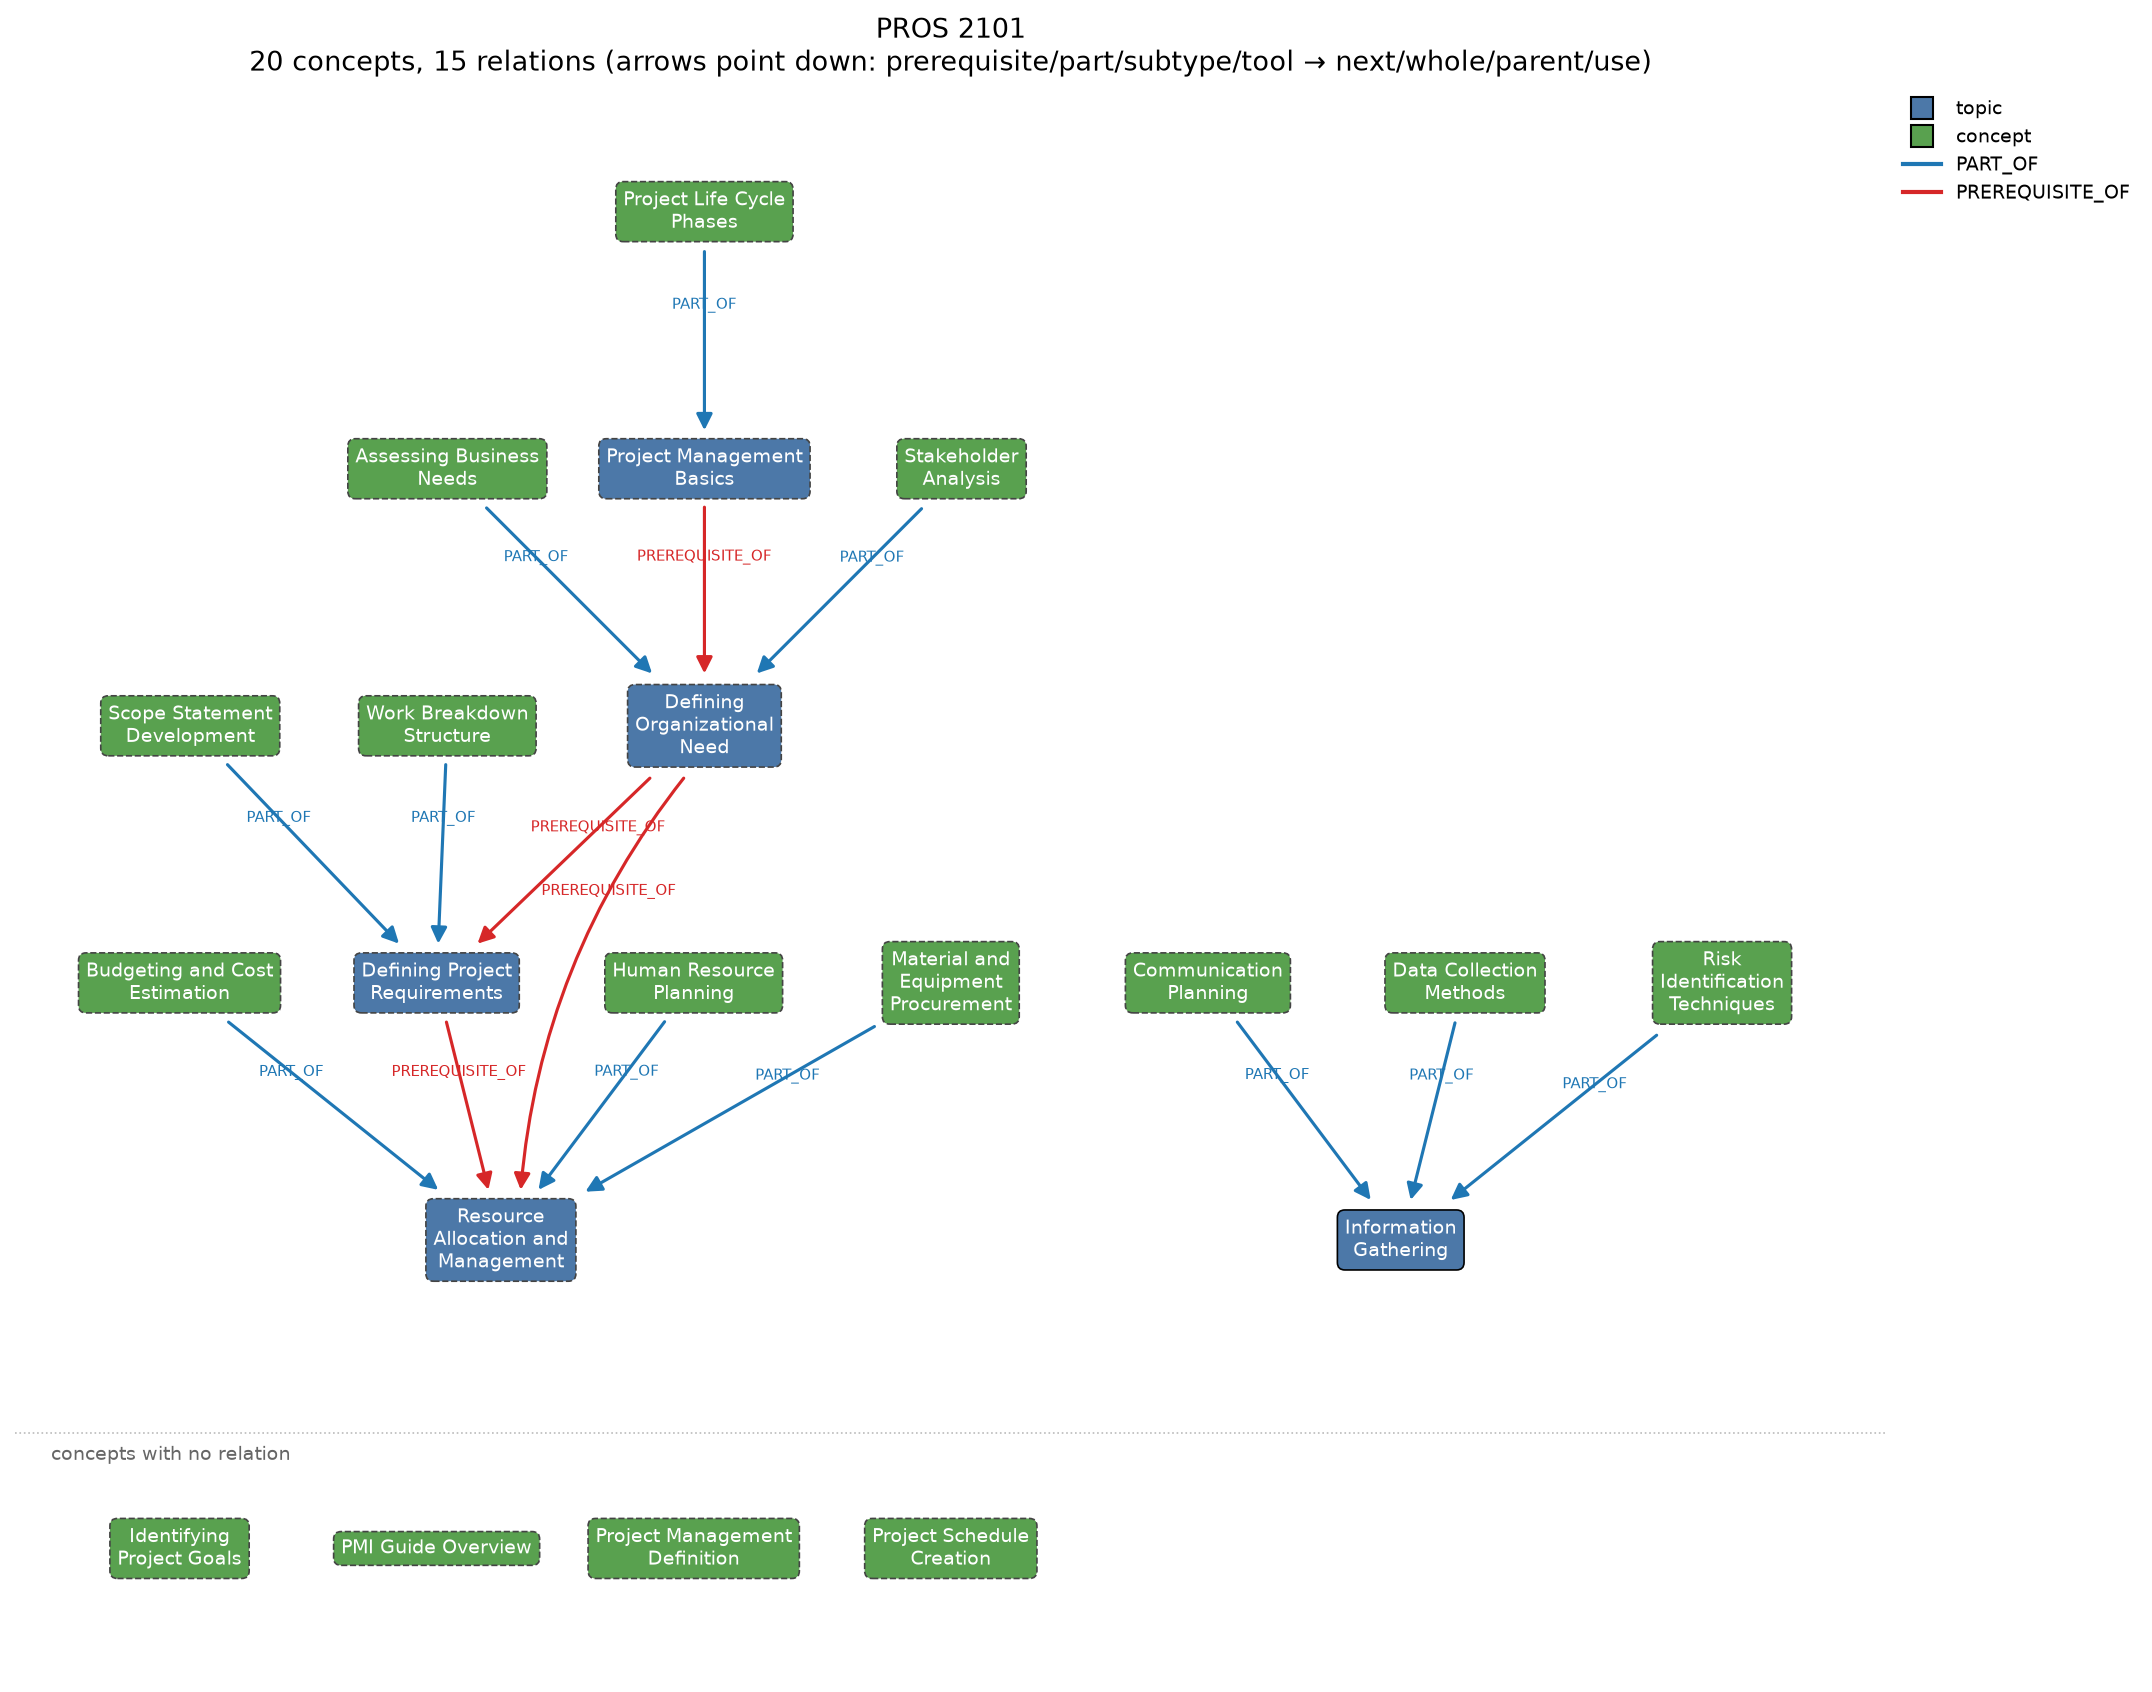 PROS 2101
20 concepts, 15 relations (arrows point down: prerequisite/part/subtype/tool → next/whole/parent/use)
topic
concept
PART_OF
PREREQUISITE_OF
Project Life Cycle
Phases
PART_OF
Assessing Business
Needs
Project Management
Basics
Stakeholder
Analysis
PART_OF
PREREQUISITE_OF
PART_OF
Scope Statement
Development
Work Breakdown
Structure
Defining
Organizational
Need
PART_OF
PART_OF
PREREQUISITE_OF
PREREQUISITE_OF
Budgeting and Cost
Estimation
Defining Project
Requirements
Human Resource
Planning
Material and
Equipment
Procurement
Communication
Planning
Data Collection
Methods
Risk
Identification
Techniques
PART_OF
PREREQUISITE_OF
PART_OF
PART_OF
PART_OF
PART_OF
PART_OF
Resource
Allocation and
Management
Information
Gathering
concepts with no relation
Identifying
Project Goals
PMI Guide Overview
Project Management
Definition
Project Schedule
Creation